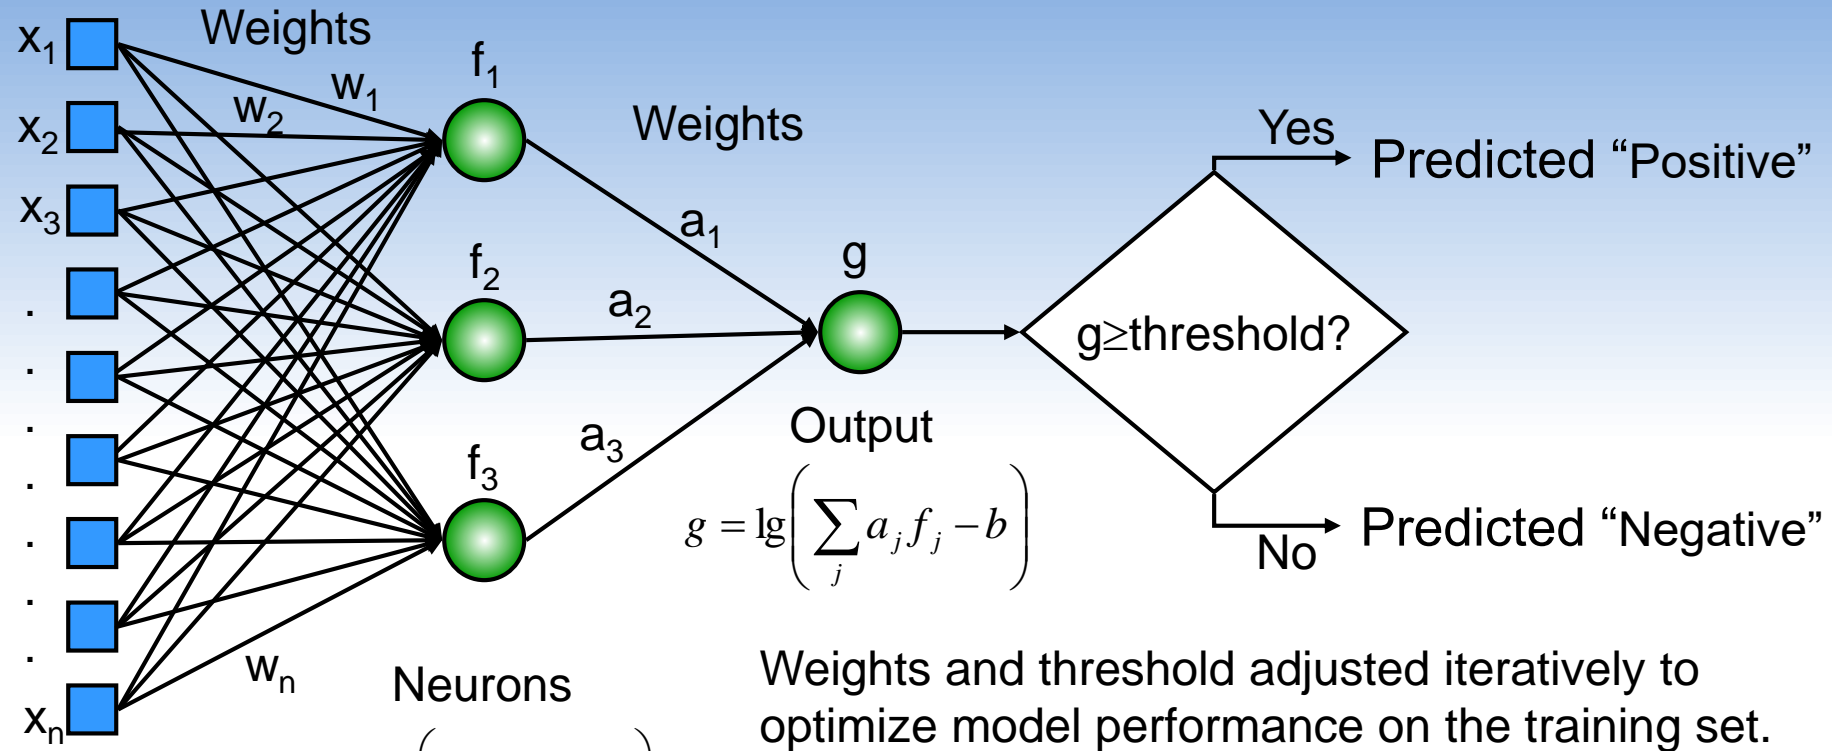 x₁
Weights
w₁
w₂
f₁
Weights
Yes
Predicted “Positive”
x₂
x₃
a₁
f₂
a₂
g
g≥threshold?
.
.
.
.
.
.
.
f₃
a₃
Output
g = lg( ∑ⱼ aⱼ fⱼ − b )
No
Predicted “Negative”
wₙ
xₙ
Neurons
Weights and threshold adjusted iteratively to
optimize model performance on the training set.